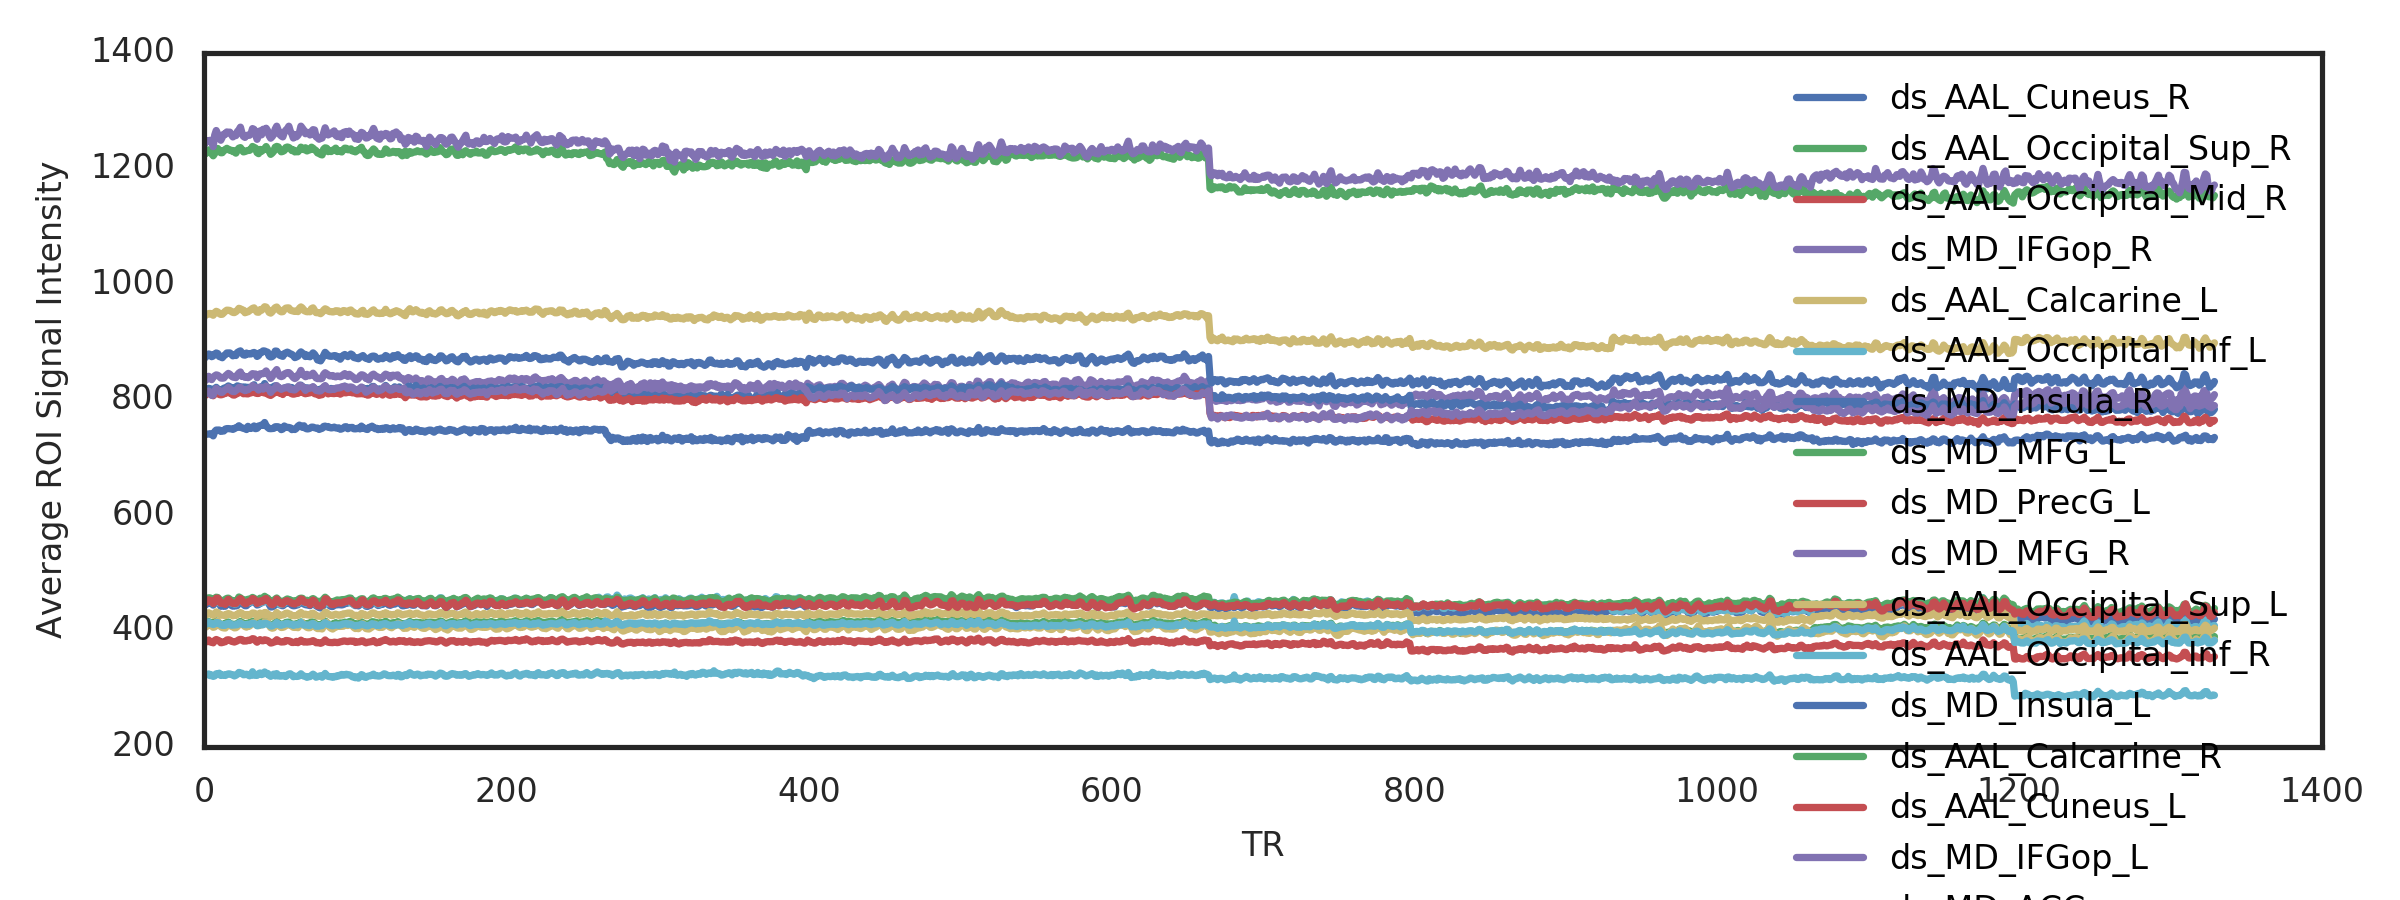 1400
1200
1000
800
600
400
200
Average ROI Signal Intensity
0 200 400 600 800 1000 1200 1400
TR
ds_AAL_Cuneus_R
ds_AAL_Occipital_Sup_R
ds_AAL_Occipital_Mid_R
ds_MD_IFGop_R
ds_AAL_Calcarine_L
ds_AAL_Occipital_Inf_L
ds_MD_Insula_R
ds_MD_MFG_L
ds_MD_PrecG_L
ds_MD_MFG_R
ds_AAL_Occipital_Sup_L
ds_AAL_Occipital_Inf_R
ds_MD_Insula_L
ds_AAL_Calcarine_R
ds_AAL_Cuneus_L
ds_MD_IFGop_L